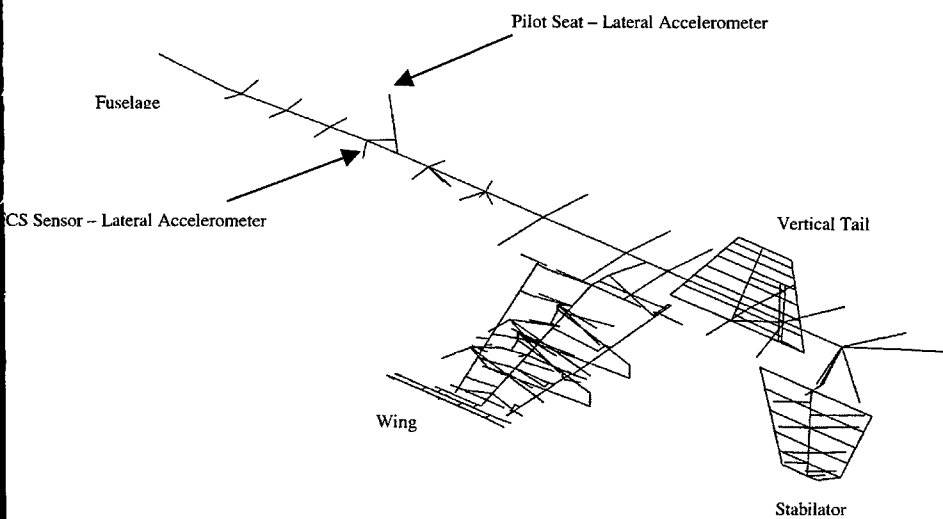 Pilot Seat – Lateral Accelerometer
Fuselage
CS Sensor – Lateral Accelerometer
Vertical Tail
Wing
Stabilator